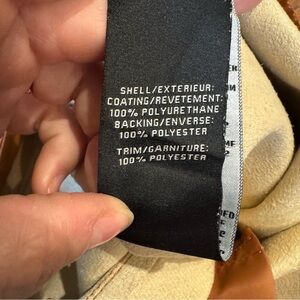 SHELL/EXTERIEUR:
COATING/REVETEMENT:
100% POLYURETHANE
BACKING/ENVERSE:
100% POLYESTER
TRIM/GARNITURE:
100% POLYESTER